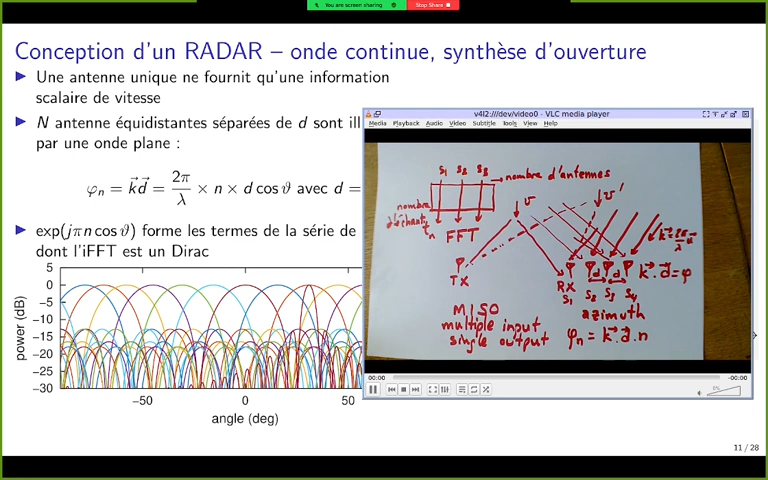 You are screen sharing
Stop Share
Conception d'un RADAR – onde continue, synthèse d'ouverture
Une antenne unique ne fournit qu'une information
scalaire de vitesse
N antenne équidistantes séparées de d sont ill
par une onde plane :
φn = k⃗d⃗ = 2π/λ × n × d cos ϑ avec d =
exp(jπn cos ϑ) forme les termes de la série de
dont l'iFFT est un Dirac
power (dB)
5
0
−5
−10
−15
−20
−25
−30
−50
0
50
angle (deg)
v4l2:///dev/video0 - VLC media player
Media Playback Audio Video Subtitle Tools View Help
S1 S2 S3
nombre d'antennes
nombre
d'échant.
tn
FFT
v
v'
TX
RX
d d
k⃗.d⃗=φ
S1 S2 S3 S4
azimuth
MISO
multiple input
single output
φn = k⃗.d⃗.n
00:00
-00:00
0%
11 / 28